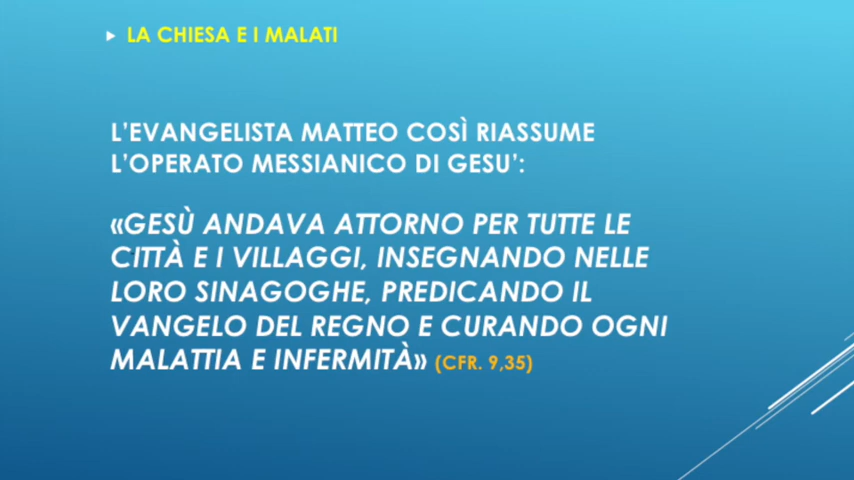 LA CHIESA E I MALATI
L'EVANGELISTA MATTEO COSÌ RIASSUME
L'OPERATO MESSIANICO DI GESU':
«GESÙ ANDAVA ATTORNO PER TUTTE LE
CITTÀ E I VILLAGGI, INSEGNANDO NELLE
LORO SINAGOGHE, PREDICANDO IL
VANGELO DEL REGNO E CURANDO OGNI
MALATTIA E INFERMITÀ» (CFR. 9,35)